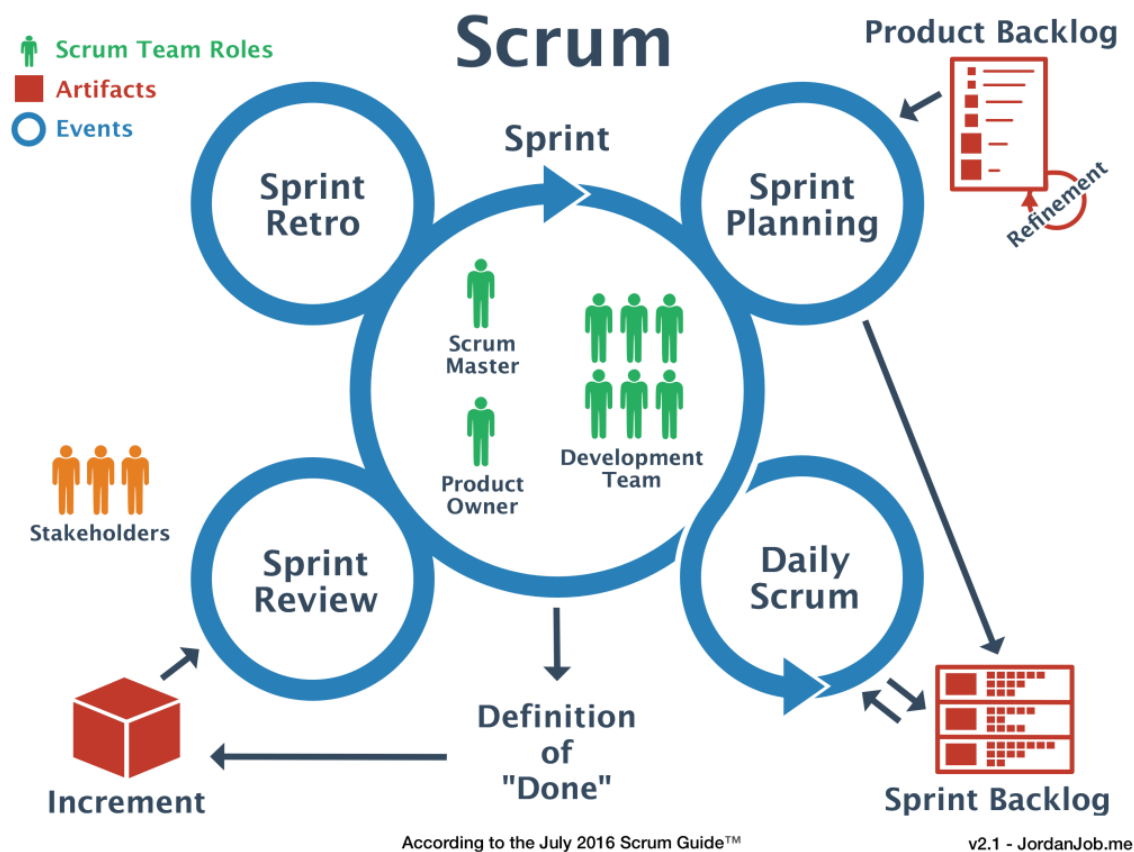 Scrum
Scrum Team Roles
Artifacts
Events
Product Backlog
Refinement
Sprint
Sprint
Retro
Sprint
Planning
Scrum
Master
Product
Owner
Development
Team
Stakeholders
Sprint
Review
Daily
Scrum
Increment
Definition
of
"Done"
Sprint Backlog
According to the July 2016 Scrum Guide™
v2.1 - JordanJob.me